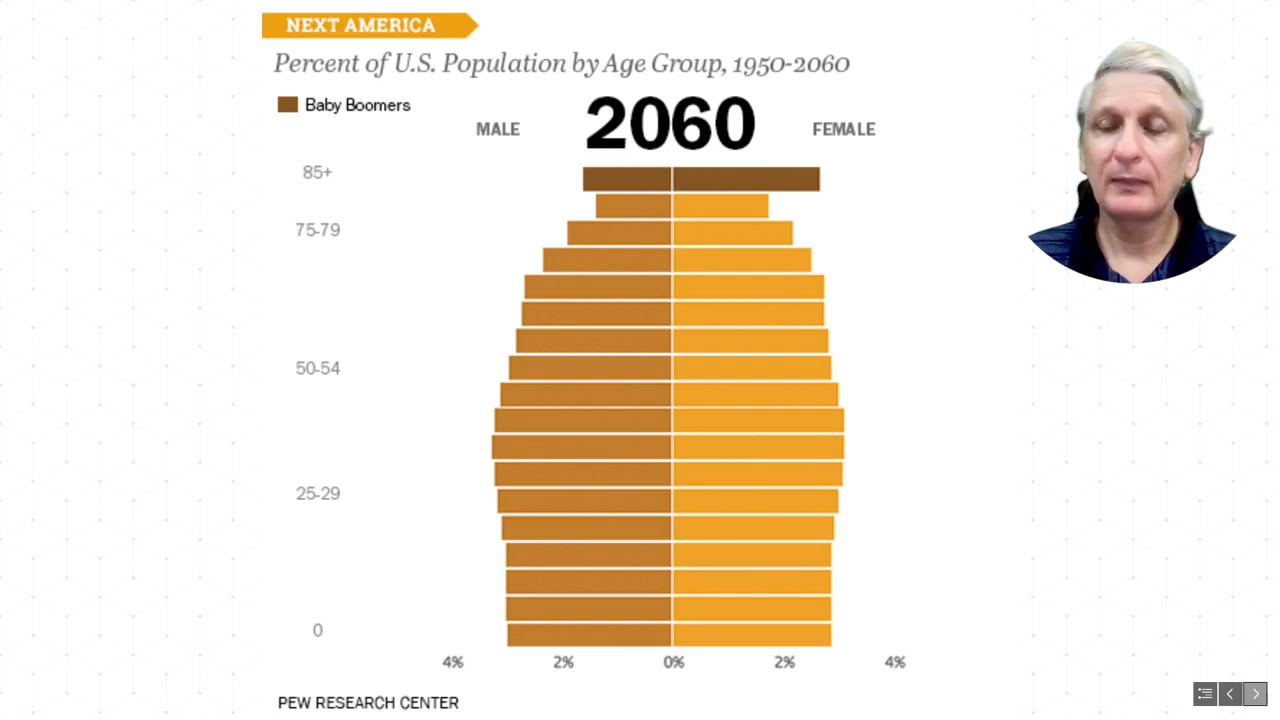 NEXT AMERICA
Percent of U.S. Population by Age Group, 1950-2060
Baby Boomers
MALE 2060 FEMALE
85+
75-79
50-54
25-29
0
4% 2% 0% 2% 4%
PEW RESEARCH CENTER